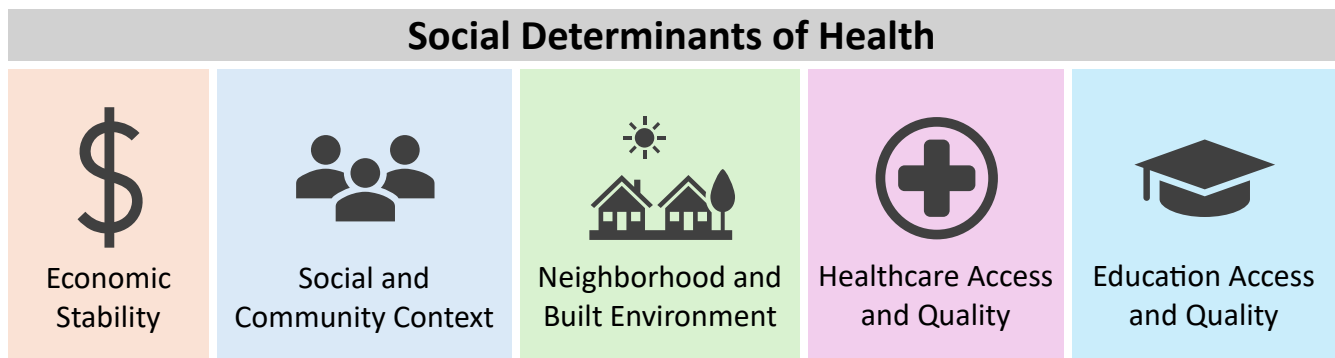 Social Determinants of Health
Economic
Stability
Social and
Community Context
Neighborhood and
Built Environment
Healthcare Access
and Quality
Education Access
and Quality